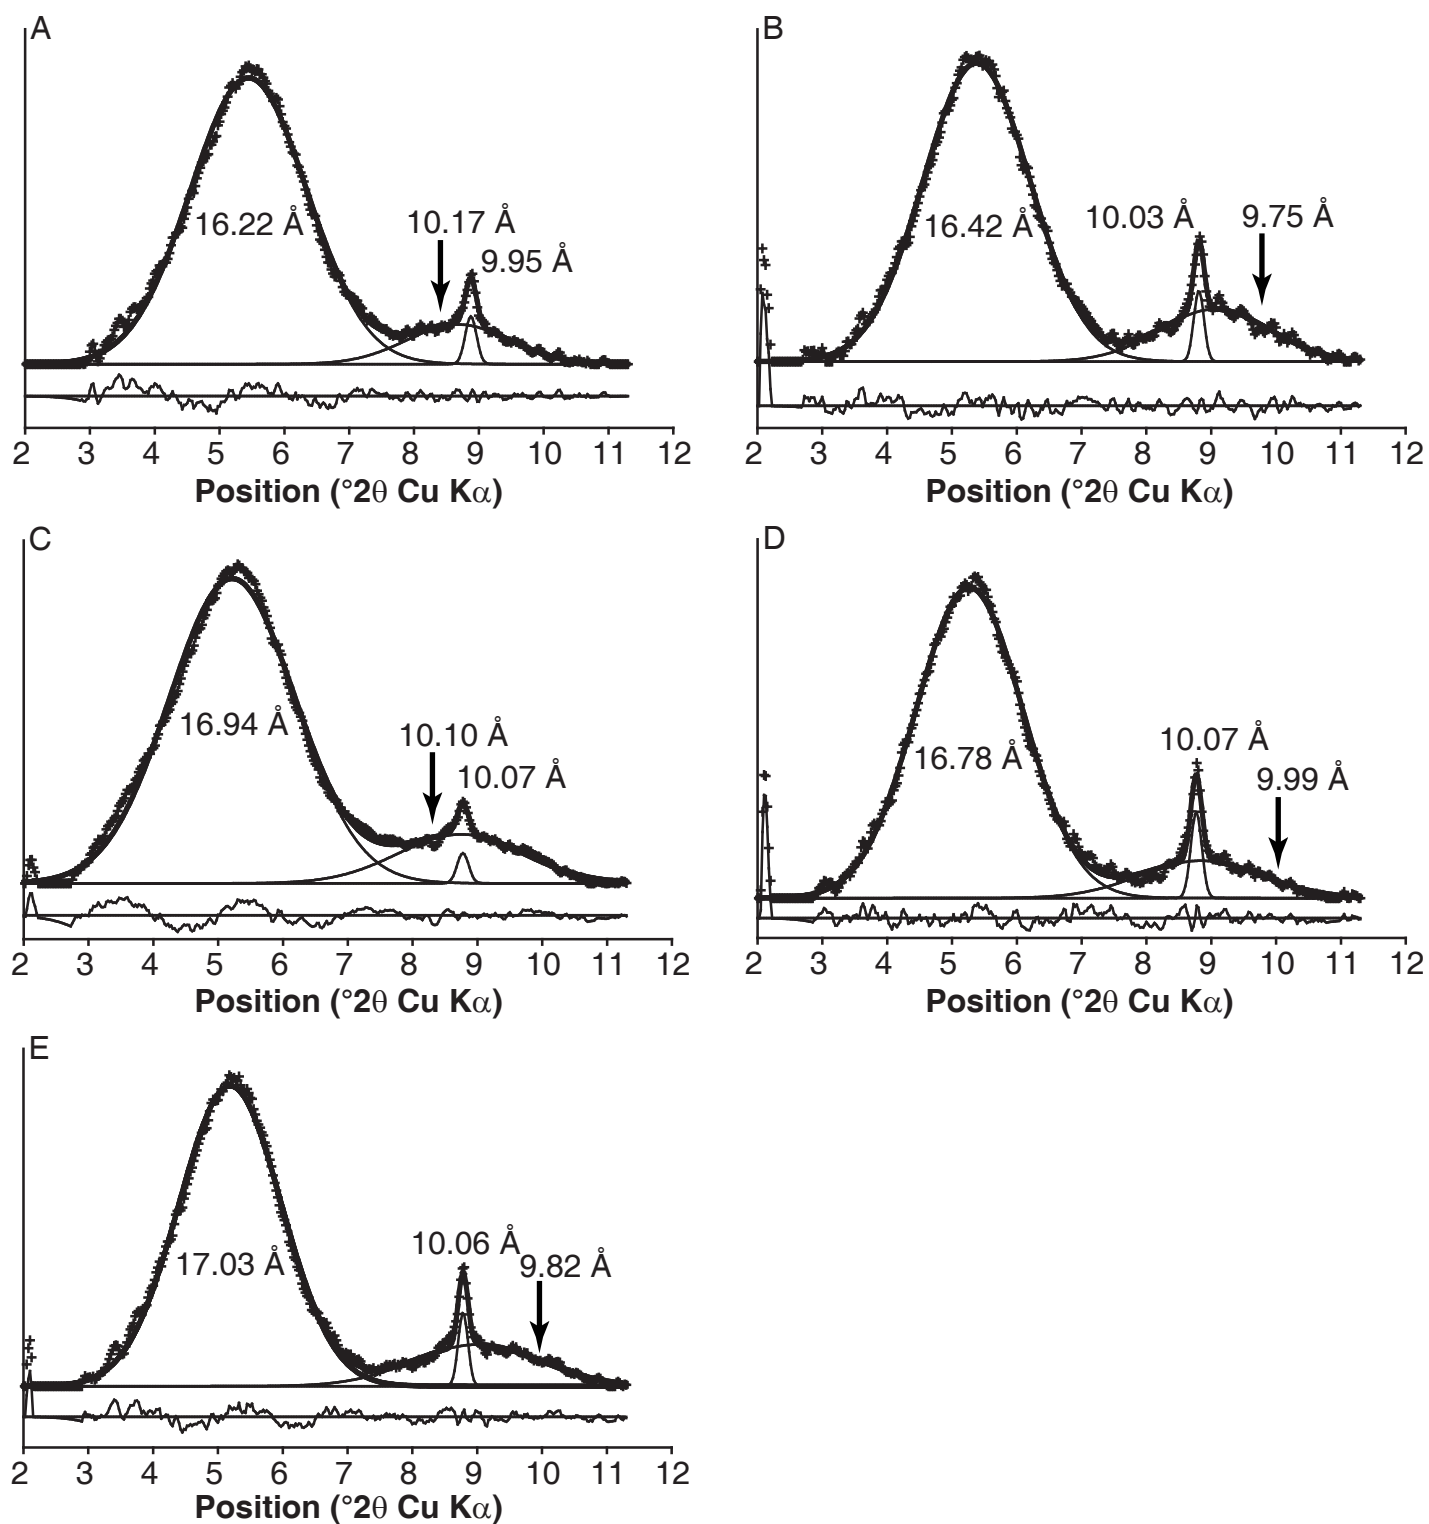 A
16.22 Å
10.17 Å
9.95 Å
2 3 4 5 6 7 8 9 10 11 12
Position (°2θ Cu Kα)
B
16.42 Å
10.03 Å
9.75 Å
2 3 4 5 6 7 8 9 10 11 12
Position (°2θ Cu Kα)
C
16.94 Å
10.10 Å
10.07 Å
2 3 4 5 6 7 8 9 10 11 12
Position (°2θ Cu Kα)
D
16.78 Å
10.07 Å
9.99 Å
2 3 4 5 6 7 8 9 10 11 12
Position (°2θ Cu Kα)
E
17.03 Å
10.06 Å
9.82 Å
2 3 4 5 6 7 8 9 10 11 12
Position (°2θ Cu Kα)